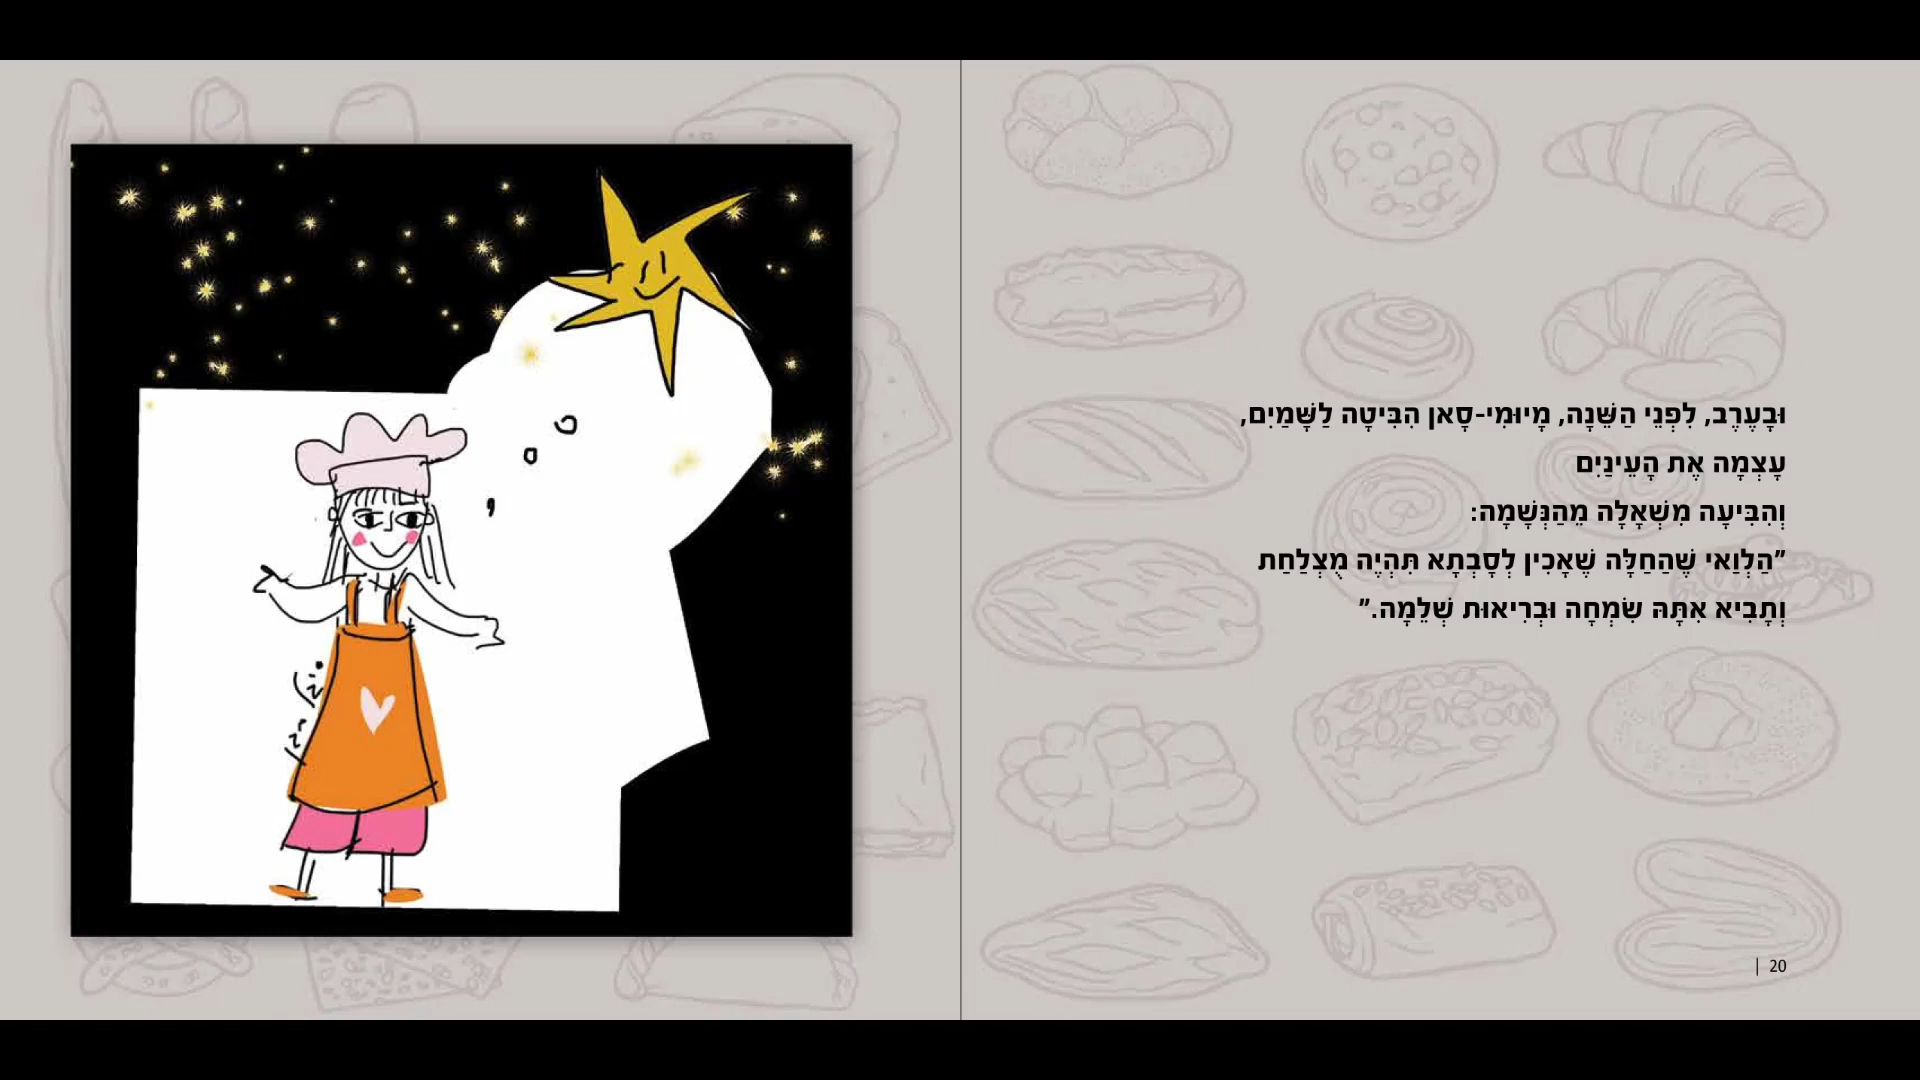 וּבָעֶרֶב, לִפְנֵי הַשֵּׁנָה, מָיוּמִי-סָאן הִבִּיטָה לַשָּׁמַיִם,
עָצְמָה אֶת הָעֵינַיִם
וְהִבִּיעָה מִשְׁאָלָה מֵהַנְּשָׁמָה:
"הַלְוַאי שֶׁהַחַלָּה שֶׁאָכִין לְסָבְתָא תִּהְיֶה מֻצְלַחַת
וְתָבִיא אִתָּהּ שִׂמְחָה וּבְרִיאוּת שְׁלֵמָה."
20 |